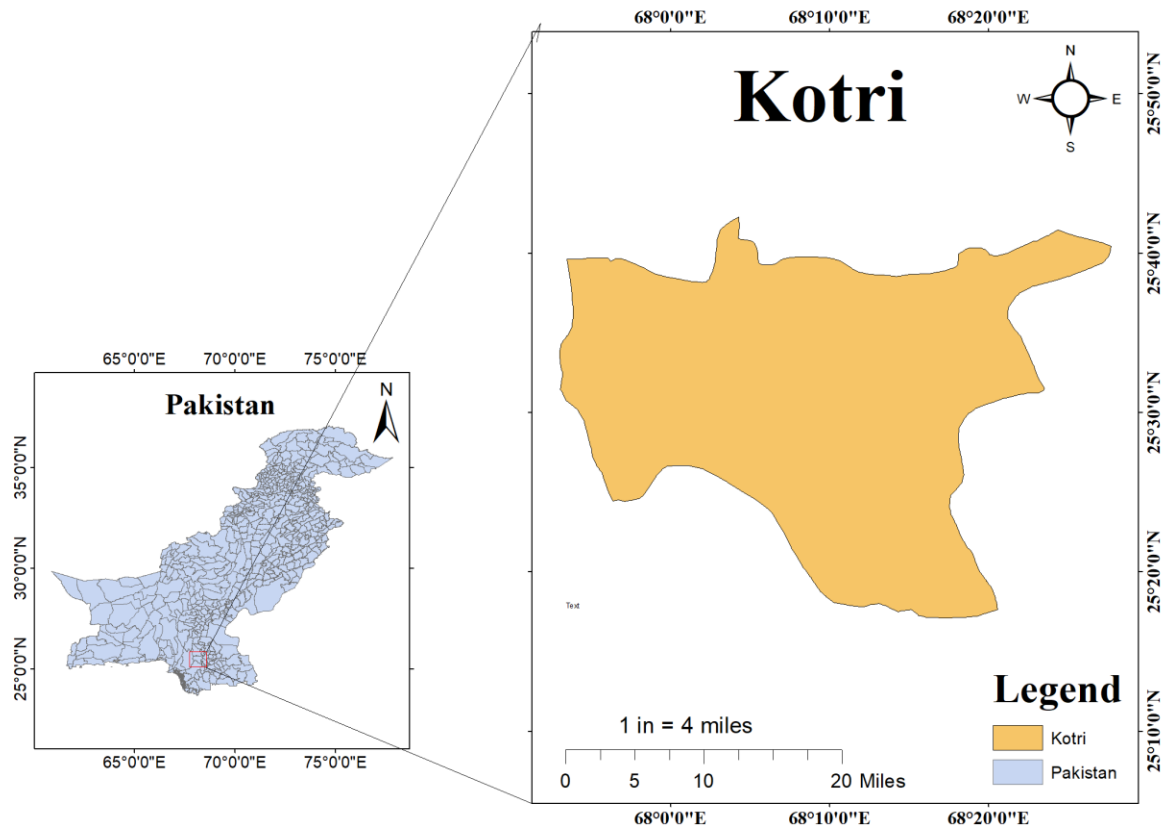 68°0'0"E 68°10'0"E 68°20'0"E
Kotri
N
W E
S
25°50'0"N
25°40'0"N
25°30'0"N
25°20'0"N
25°10'0"N
Text
Legend
Kotri
Pakistan
1 in = 4 miles
0 5 10 20 Miles
68°0'0"E 68°10'0"E 68°20'0"E
65°0'0"E 70°0'0"E 75°0'0"E
Pakistan
N
35°0'0"N
30°0'0"N
25°0'0"N
65°0'0"E 70°0'0"E 75°0'0"E